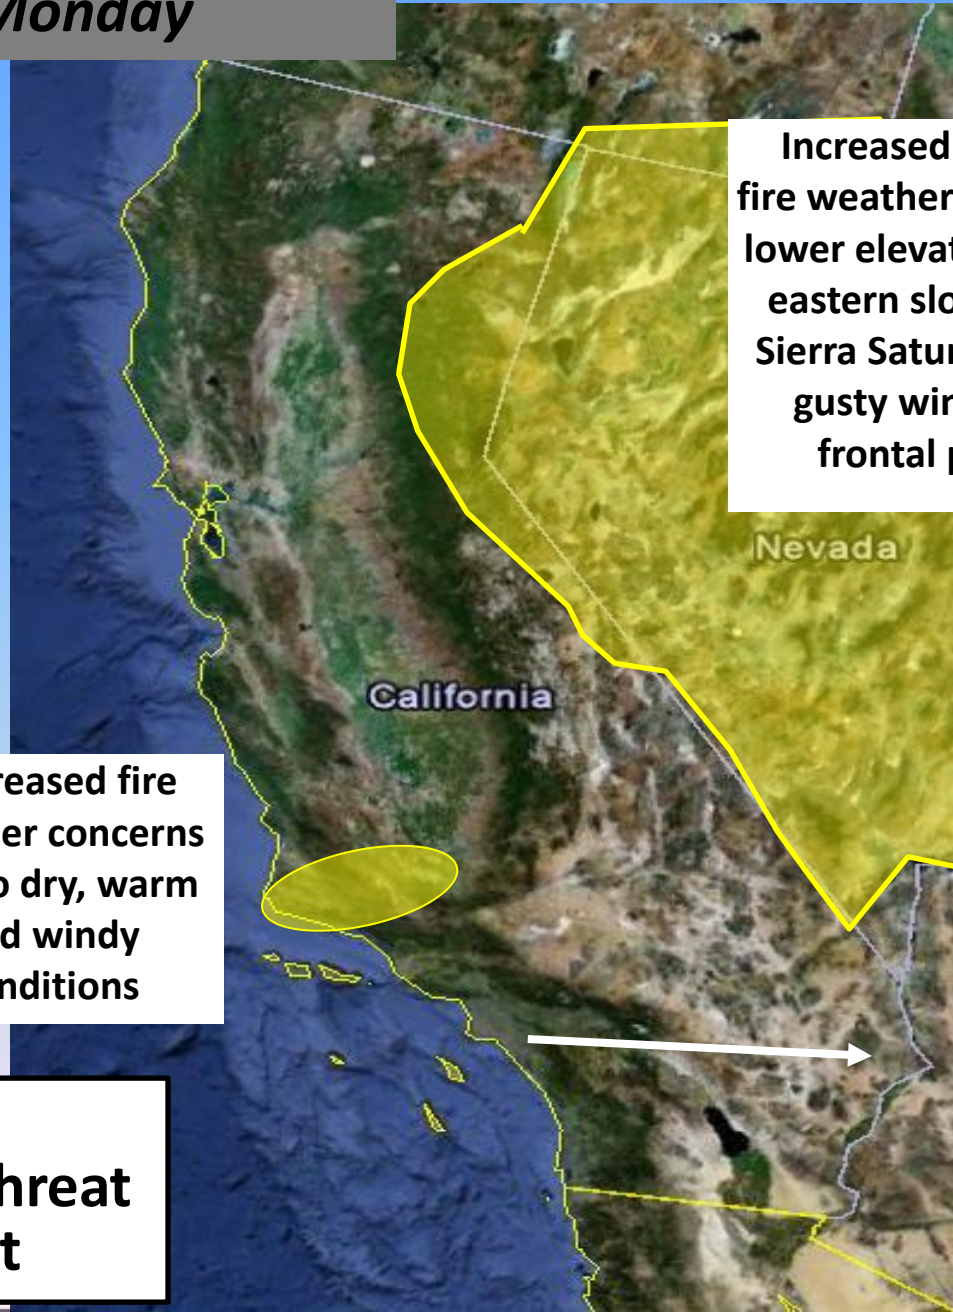 Monday
Increased
fire weather
lower elevat
eastern slo
Sierra Satur
gusty win
frontal p
Nevada
California
reased fire
er concerns
o dry, warm
d windy
nditions
hreat
t